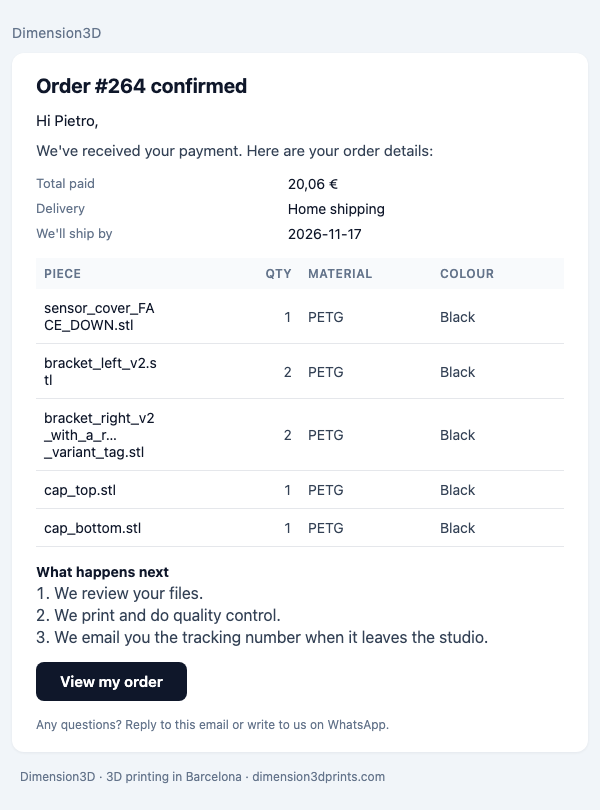 Dimension3D
Order #264 confirmed
Hi Pietro,
We've received your payment. Here are your order details:
Total paid 20,06 €
Delivery Home shipping
We'll ship by 2026-11-17
PIECE QTY MATERIAL COLOUR
sensor_cover_FA
CE_DOWN.stl 1 PETG Black
bracket_left_v2.s
tl 2 PETG Black
bracket_right_v2
_with_a_r…
_variant_tag.stl 2 PETG Black
cap_top.stl 1 PETG Black
cap_bottom.stl 1 PETG Black
What happens next
1. We review your files.
2. We print and do quality control.
3. We email you the tracking number when it leaves the studio.
View my order
Any questions? Reply to this email or write to us on WhatsApp.
Dimension3D · 3D printing in Barcelona · dimension3dprints.com